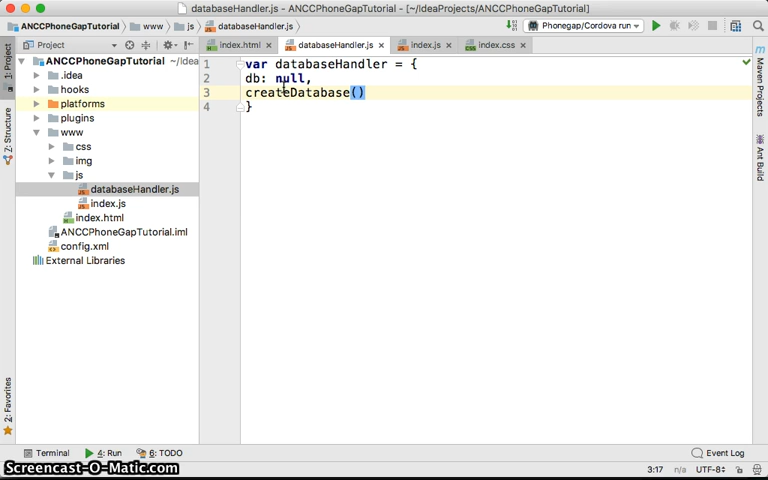 databaseHandler.js - ANCCPhoneGapTutorial - [~/IdeaProjects/ANCCPhoneGapTutorial]
ANCCPhoneGapTutorial www js databaseHandler.js Phonegap/Cordova run
Project index.html databaseHandler.js index.js index.css
1: Project
2: Structure
2: Favorites
ANCCPhoneGapTutorial ~/Idea
.idea
hooks
platforms
plugins
www
css
img
js
databaseHandler.js
index.js
index.html
ANCCPhoneGapTutorial.iml
config.xml
External Libraries
1 var databaseHandler = {
2 db: null,
3 createDatabase()
4 }
Maven Projects
Ant Build
Terminal 4: Run 6: TODO Event Log
3:17 n/a UTF-8
Screencast-O-Matic.com